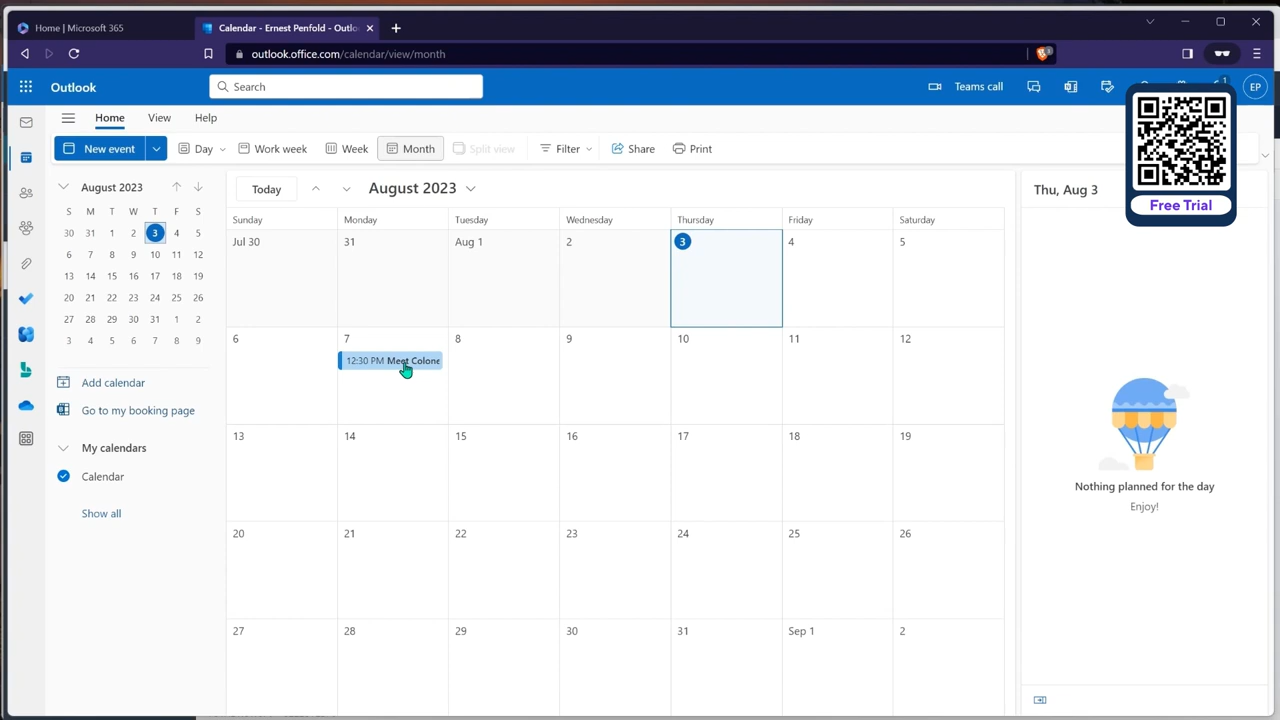 Home | Microsoft 365
Calendar - Ernest Penfold - Outlo
outlook.office.com/calendar/view/month
Outlook
Search
Teams call
1
EP
Home View Help
New event Day Work week Week Month Split view Filter Share Print
Free Trial
August 2023
S M T W T F S
30 31 1 2 3 4 5
6 7 8 9 10 11 12
13 14 15 16 17 18 19
20 21 22 23 24 25 26
27 28 29 30 31 1 2
3 4 5 6 7 8 9
Add calendar
Go to my booking page
My calendars
Calendar
Show all
Today August 2023
Sunday Monday Tuesday Wednesday Thursday Friday Saturday
Jul 30 31 Aug 1 2 3 4 5
6 7 8 9 10 11 12
12:30 PM Meet Colone
13 14 15 16 17 18 19
20 21 22 23 24 25 26
27 28 29 30 31 Sep 1 2
Thu, Aug 3
Nothing planned for the day
Enjoy!